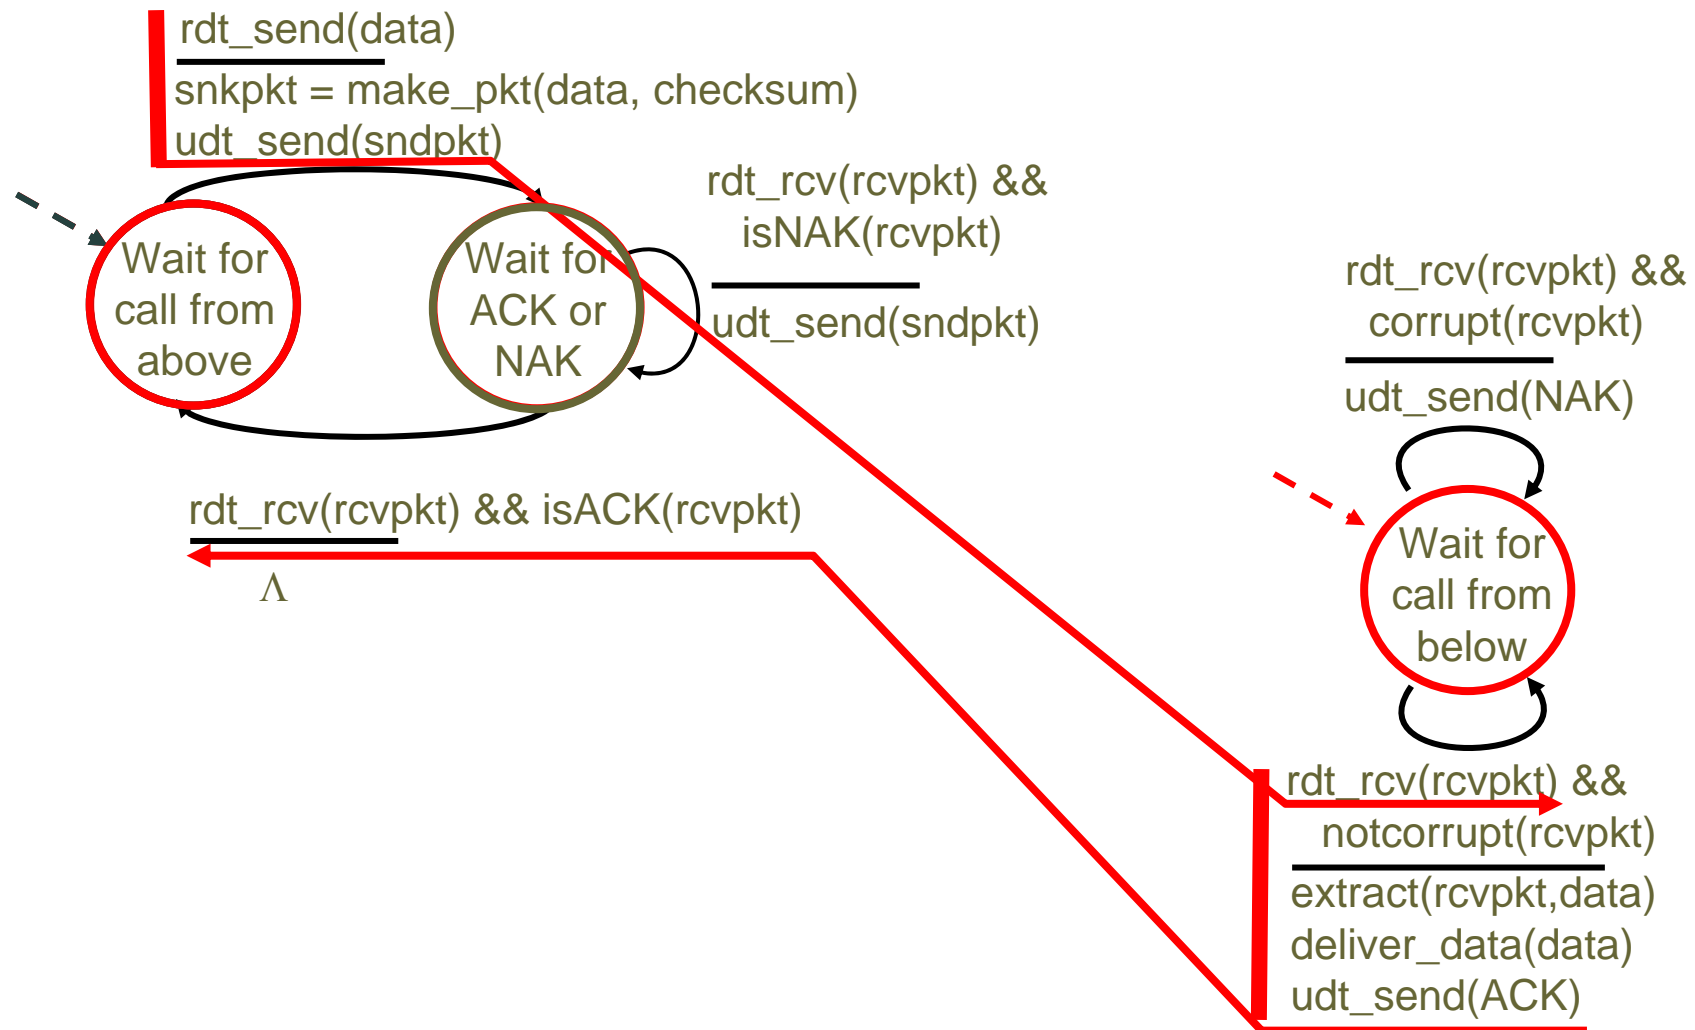 rdt_send(data)
snkpkt = make_pkt(data, checksum)
udt_send(sndpkt)
Wait for
call from
above
Wait for
ACK or
NAK
rdt_rcv(rcvpkt) &&
isNAK(rcvpkt)
udt_send(sndpkt)
rdt_rcv(rcvpkt) && isACK(rcvpkt)
Λ
rdt_rcv(rcvpkt) &&
corrupt(rcvpkt)
udt_send(NAK)
Wait for
call from
below
rdt_rcv(rcvpkt) &&
notcorrupt(rcvpkt)
extract(rcvpkt,data)
deliver_data(data)
udt_send(ACK)